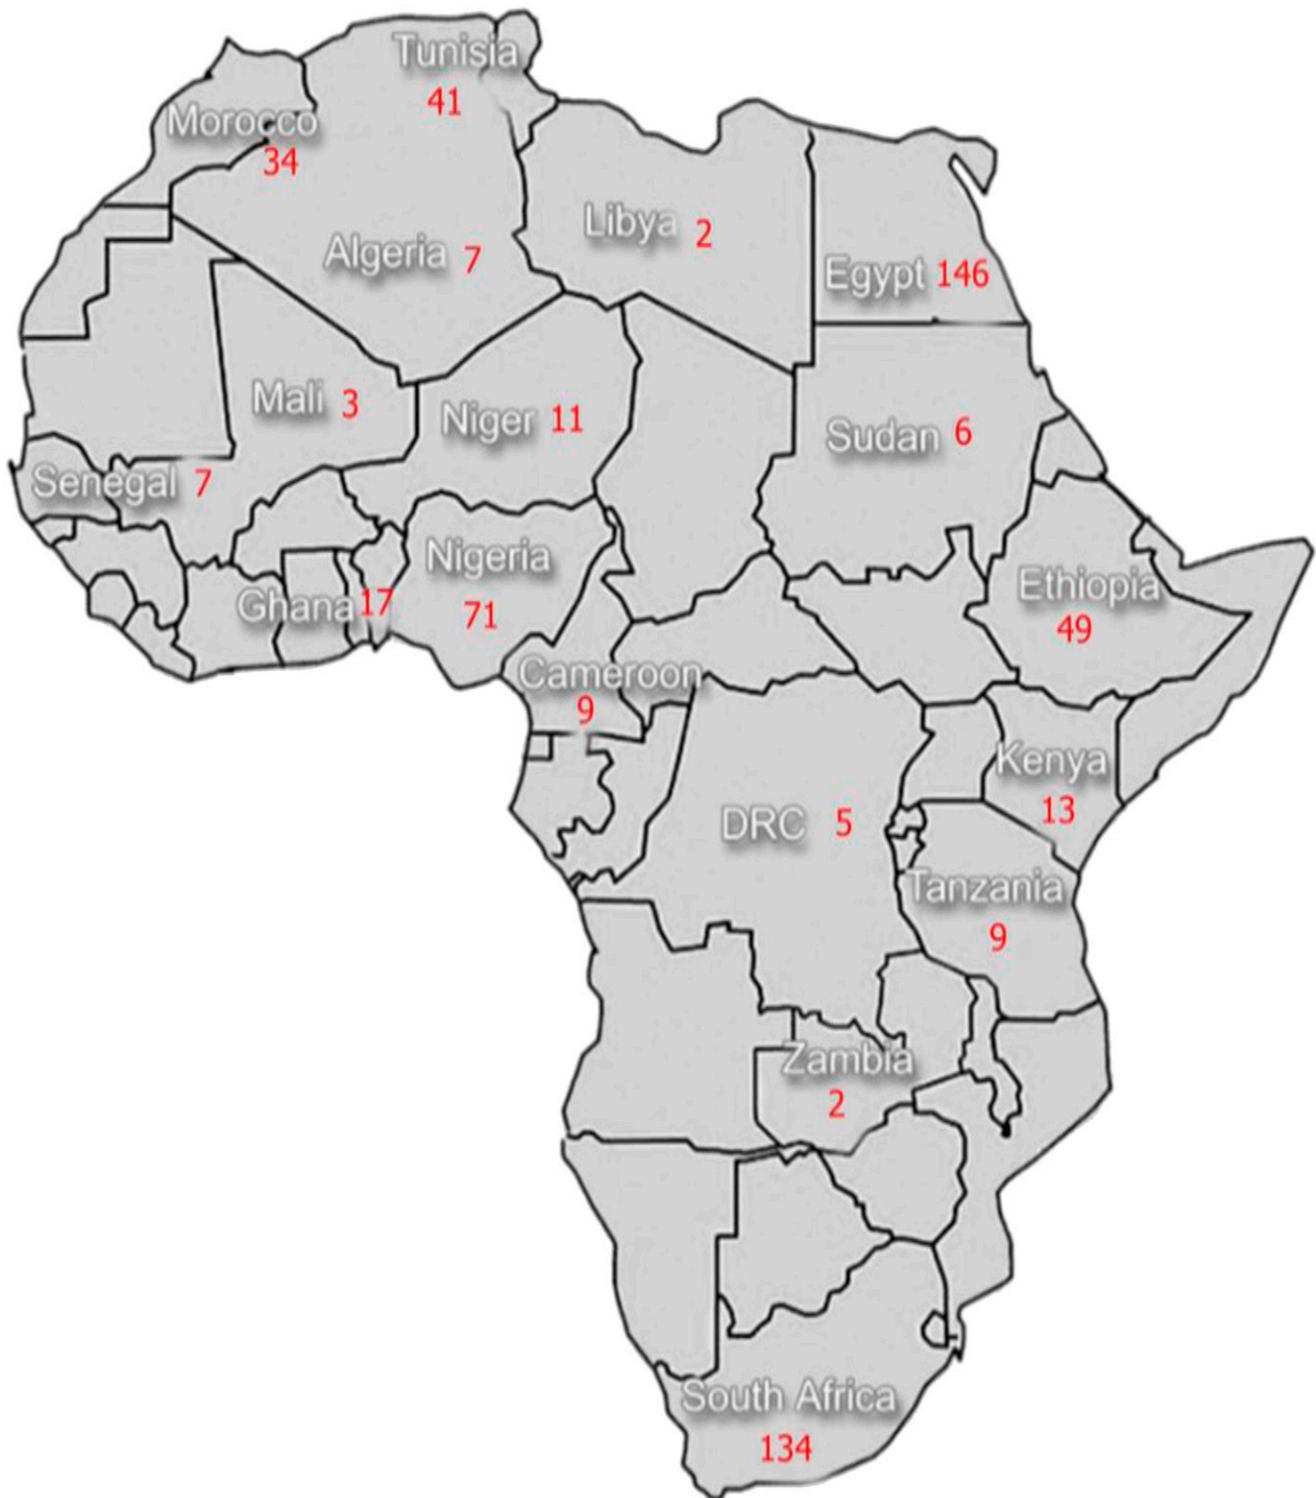 Tunisia
41
Morocco
34
Libya 2
Algeria 7
Egypt 146
Mali 3
Niger 11
Sudan 6
Senegal 7
Nigeria
71
Ghana 17
Ethiopia
49
Cameroon
9
Kenya
13
DRC 5
Tanzania
9
Zambia
2
South Africa
134